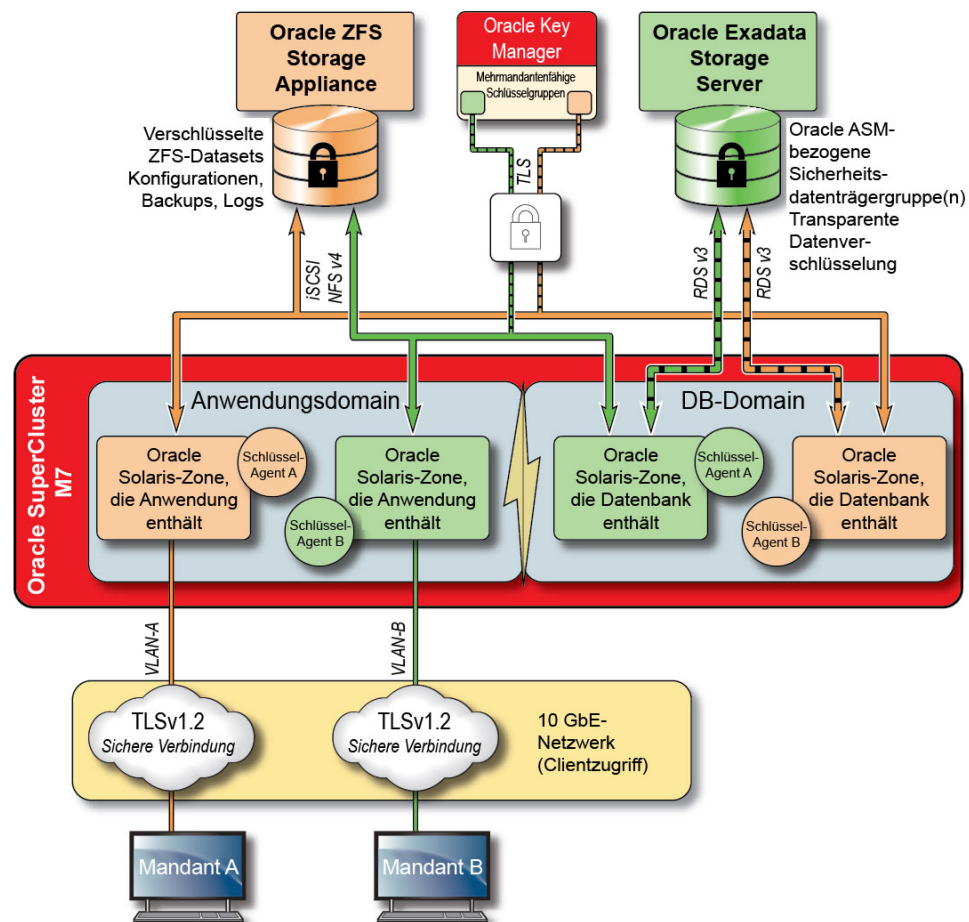 Oracle ZFS
Storage
Appliance
Verschlüsselte
ZFS-Datasets
Konfigurationen,
Backups, Logs
Oracle Key
Manager
Mehrmandantenfähige
Schlüsselgruppen
Oracle Exadata
Storage
Server
Oracle ASM-
bezogene
Sicherheits-
datenträgergruppe(n)
Transparente
Datenver-
schlüsselung
TLS
iSCSI
NFS v4
RDS v3
RDS v3
Oracle SuperCluster
M7
Anwendungsdomain
DB-Domain
Oracle
Solaris-Zone,
die Anwendung
enthält
Schlüssel-
Agent A
Oracle
Solaris-Zone,
die Anwendung
enthält
Schlüssel-
Agent B
Oracle
Solaris-Zone,
die Datenbank
enthält
Schlüssel-
Agent A
Oracle
Solaris-Zone,
die Datenbank
enthält
Schlüssel-
Agent B
VLAN-A
VLAN-B
TLSv1.2
Sichere Verbindung
TLSv1.2
Sichere Verbindung
10 GbE-
Netzwerk
(Clientzugriff)
Mandant A
Mandant B